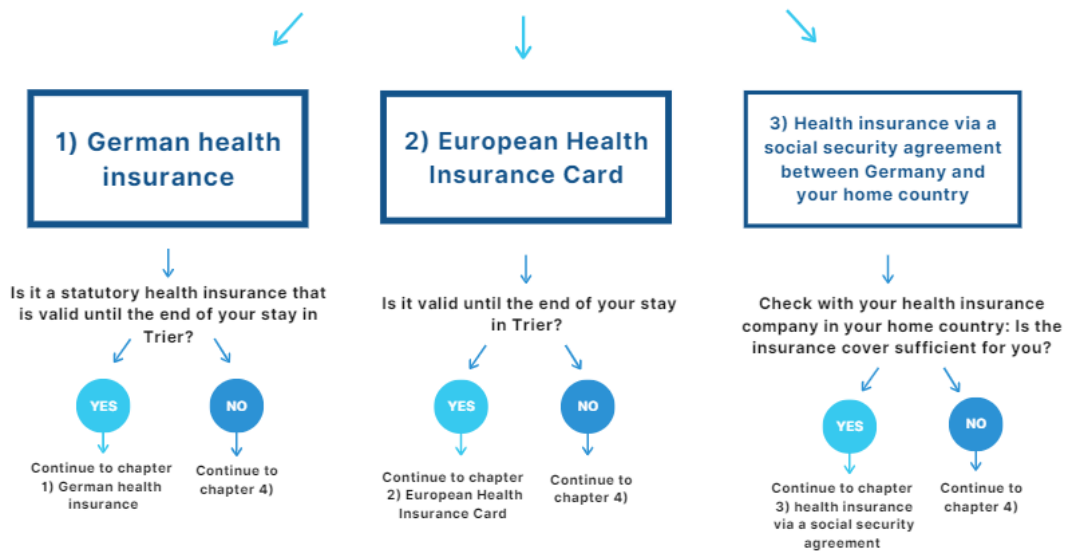 1) German health
insurance
Is it a statutory health insurance that
is valid until the end of your stay in
Trier?
YES
NO
Continue to chapter
1) German health
insurance
Continue to
chapter 4)
2) European Health
Insurance Card
Is it valid until the end of your stay
in Trier?
YES
NO
Continue to chapter
2) European Health
Insurance Card
Continue to
chapter 4)
3) Health insurance via a
social security agreement
between Germany and
your home country
Check with your health insurance
company in your home country: Is the
insurance cover sufficient for you?
YES
NO
Continue to chapter
3) health insurance
via a social security
agreement
Continue to
chapter 4)